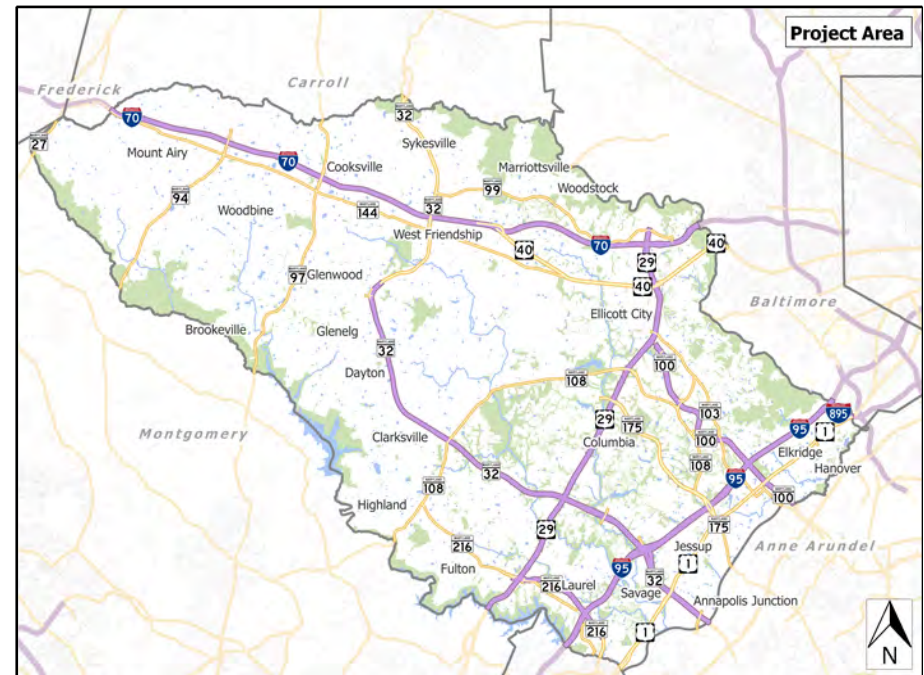 Project Area
Frederick
Carroll
70
32
27
Mount Airy
Sykesville
70
Cooksville
Marriottsville
99
Woodstock
94
Woodbine
144
32
West Friendship
40
70
40
29
97
Glenwood
40
Baltimore
Ellicott City
Brookeville
Glenelg
32
Dayton
100
108
Montgomery
29
175
103
95
895
1
Clarksville
Columbia
100
Elkridge
32
108
95
Hanover
Highland
108
100
29
175
216
Jessup
Anne Arundel
Fulton
95
1
216
Laurel
32
Savage
Annapolis Junction
216
1
N